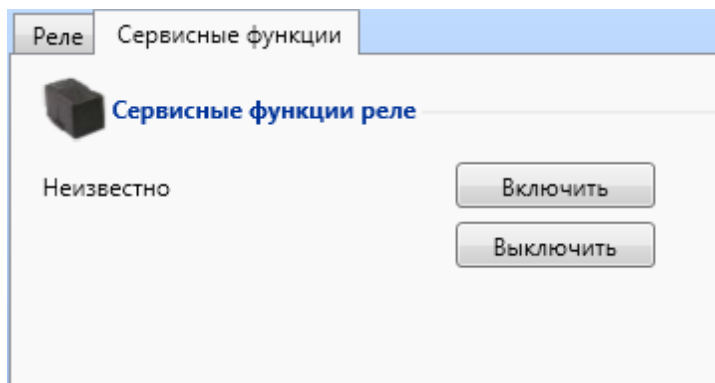 Реле Сервисные функции
Сервисные функции реле
Неизвестно Включить
Выключить